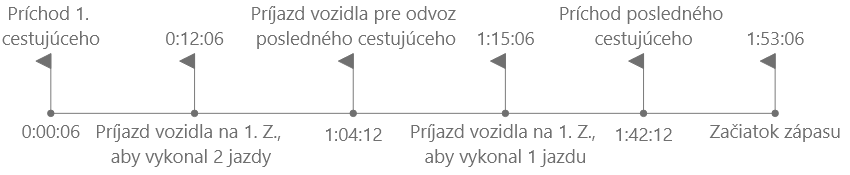 Príchod 1.
cestujúceho
0:12:06
Príjazd vozidla pre odvoz
posledného cestujúceho
1:15:06
Príchod posledného
cestujúceho
1:53:06
0:00:06
Príjazd vozidla na 1. Z.,
aby vykonal 2 jazdy
1:04:12
Príjazd vozidla na 1. Z.,
aby vykonal 1 jazdu
1:42:12
Začiatok zápasu